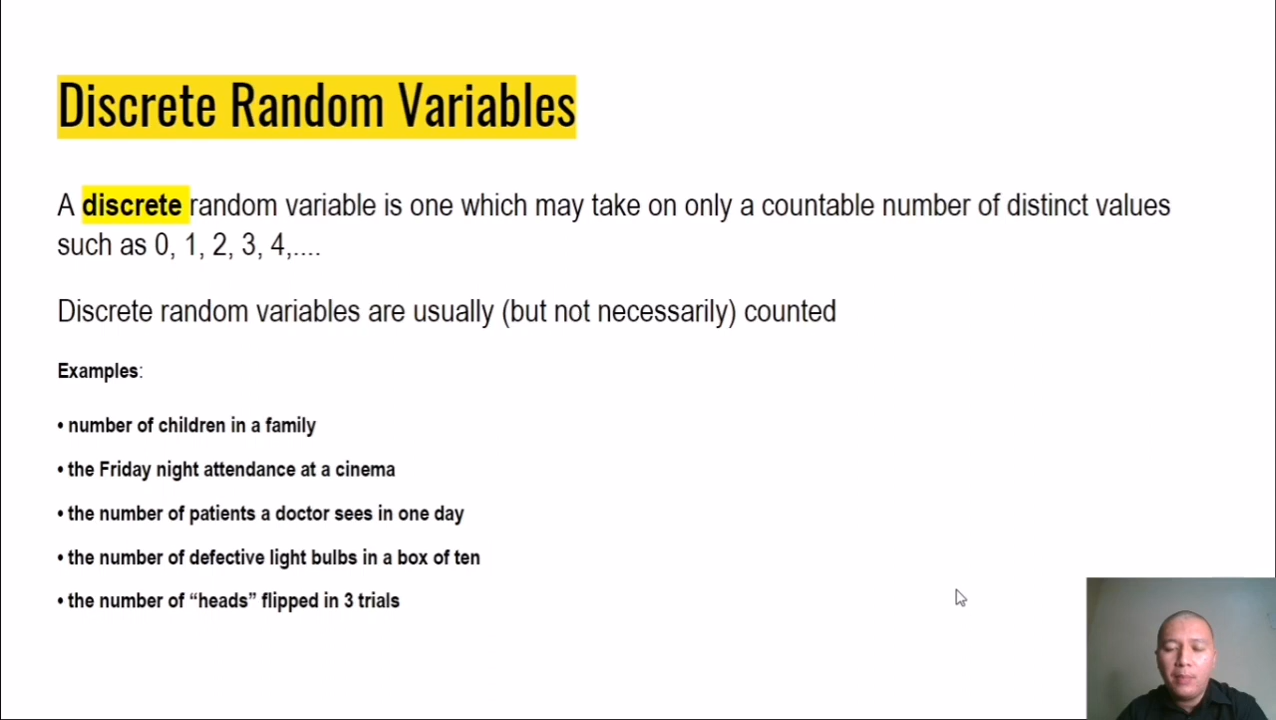 Discrete Random Variables
A discrete random variable is one which may take on only a countable number of distinct values
such as 0, 1, 2, 3, 4,....
Discrete random variables are usually (but not necessarily) counted
Examples:
• number of children in a family
• the Friday night attendance at a cinema
• the number of patients a doctor sees in one day
• the number of defective light bulbs in a box of ten
• the number of “heads” flipped in 3 trials